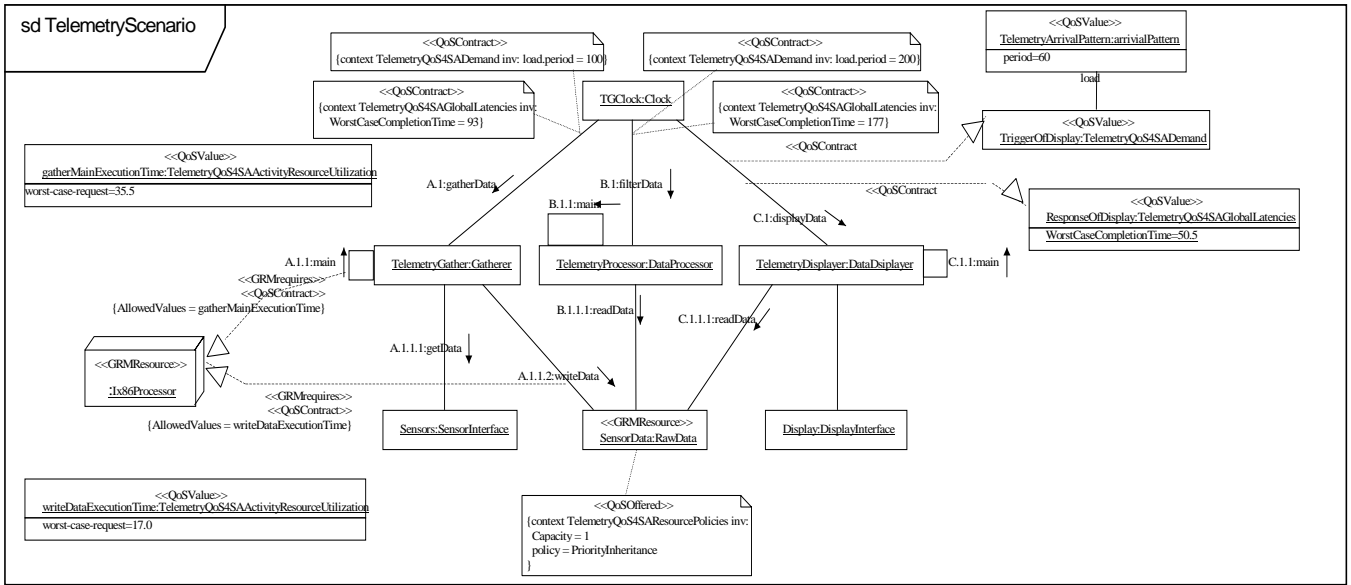 sd TelemetryScenario
<<QoSContract>>
{context TelemetryQoS4SADemand inv: load.period = 100}
<<QoSContract>>
{context TelemetryQoS4SADemand inv: load.period = 200}
<<QoSValue>>
TelemetryArrivalPattern:arrivialPattern
period=60
load
<<QoSContract>>
{context TelemetryQoS4SAGlobalLatencies inv:
WorstCaseCompletionTime = 93}
TGClock:Clock
<<QoSContract>>
{context TelemetryQoS4SAGlobalLatencies inv:
WorstCaseCompletionTime = 177}
<<QoSContract
<<QoSValue>>
TriggerOfDisplay:TelemetryQoS4SADemand
<<QoSValue>>
gatherMainExecutionTime:TelemetryQoS4SAActivityResourceUtilization
worst-case-request=35.5
A.1:gatherData
B.1:filterData
B.1.1:main
C.1:displayData
<<QoSContract
<<QoSValue>>
ResponseOfDisplay:TelemetryQoS4SAGlobalLatencies
WorstCaseCompletionTime=50.5
A.1.1:main
TelemetryGather:Gatherer
TelemetryProcessor:DataProcessor
TelemetryDisplayer:DataDsiplayer
C.1.1:main
<<GRMrequires>>
<<QoSContract>>
{AllowedValues = gatherMainExecutionTime}
B.1.1.1:readData
C.1.1.1:readData
A.1.1.1:getData
<<GRMResource>>
:Ix86Processor
A.1.1.2:writeData
<<GRMrequires>>
<<QoSContract>>
{AllowedValues = writeDataExecutionTime}
Sensors:SensorInterface
<<GRMResource>>
SensorData:RawData
Display:DisplayInterface
<<QoSValue>>
writeDataExecutionTime:TelemetryQoS4SAActivityResourceUtilization
worst-case-request=17.0
<<QoSOffered>>
{context TelemetryQoS4SAResourcePolicies inv:
Capacity = 1
policy = PriorityInheritance
}